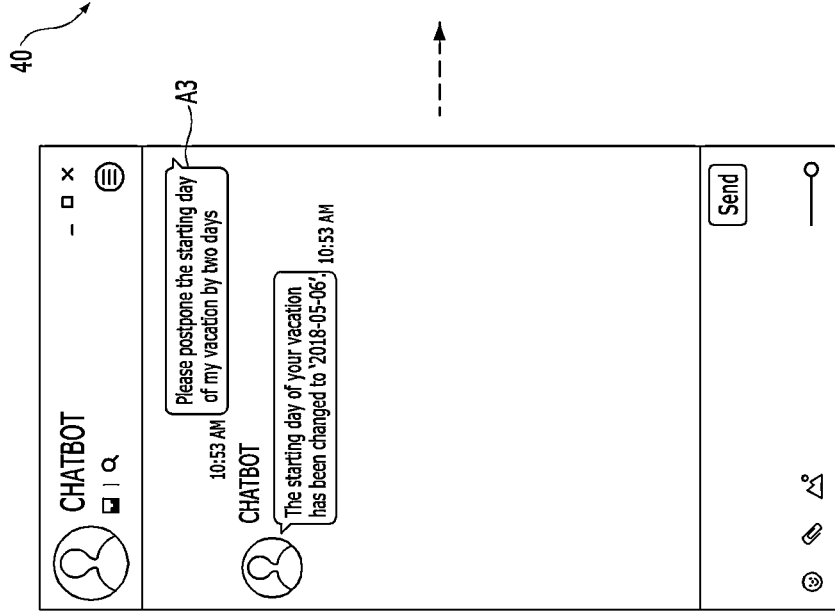 40
CHATBOT
A3
Please postpone the starting day
of my vacation by two days
10:53 AM
CHATBOT
The starting day of your vacation
has been changed to '2018-05-06'.
10:53 AM
Send